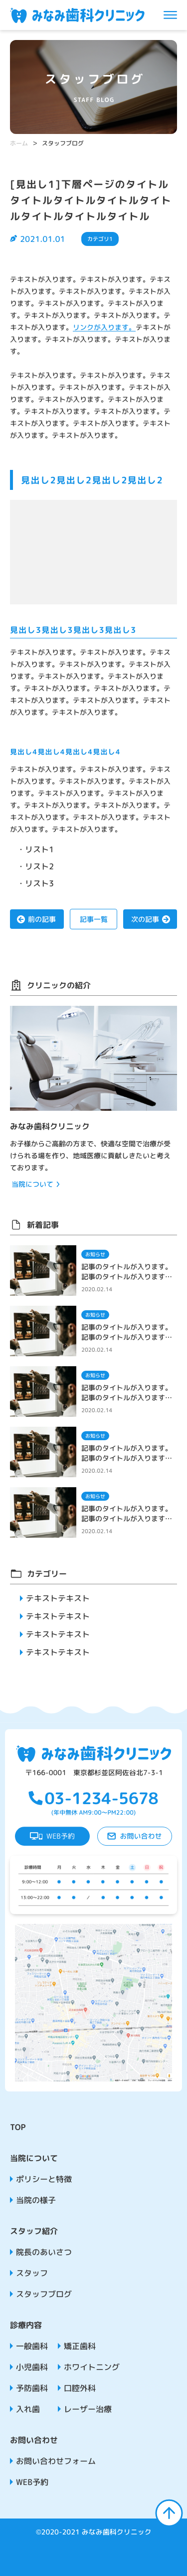 みなみ歯科クリニック
スタッフブログ
STAFF BLOG
ホーム > スタッフブログ
[見出し1]下層ページのタイトル
タイトルタイトルタイトルタイト
ルタイトルタイトルタイトル
2021.01.01 カテゴリ1
テキストが入ります。テキストが入ります。テキス
トが入ります。テキストが入ります。テキストが入
ります。テキストが入ります。テキストが入りま
す。テキストが入ります。テキストが入ります。テ
キストが入ります。リンクが入ります。テキストが
入ります。テキストが入ります。テキストが入りま
す。
テキストが入ります。テキストが入ります。テキス
トが入ります。テキストが入ります。テキストが入
ります。テキストが入ります。テキストが入りま
す。テキストが入ります。テキストが入ります。テ
キストが入ります。テキストが入ります。テキスト
が入ります。テキストが入ります。
見出し2見出し2見出し2見出し2
見出し3見出し3見出し3見出し3
テキストが入ります。テキストが入ります。テキス
トが入ります。テキストが入ります。テキストが入
ります。テキストが入ります。テキストが入りま
す。テキストが入ります。テキストが入ります。テ
キストが入ります。テキストが入ります。テキスト
が入ります。テキストが入ります。
見出し4見出し4見出し4見出し4
テキストが入ります。テキストが入ります。テキス
トが入ります。テキストが入ります。テキストが入
ります。テキストが入ります。テキストが入りま
す。テキストが入ります。テキストが入ります。テ
キストが入ります。テキストが入ります。テキスト
が入ります。テキストが入ります。
・リスト1
・リスト2
・リスト3
前の記事 記事一覧 次の記事
クリニックの紹介
みなみ歯科クリニック
お子様からご高齢の方まで、快適な空間で治療が受
けられる場を作り、地域医療に貢献しきたいと考え
ております。
当院について
新着記事
お知らせ
記事のタイトルが入ります。
記事のタイトルが入ります…
2020.02.14
お知らせ
記事のタイトルが入ります。
記事のタイトルが入ります…
2020.02.14
お知らせ
記事のタイトルが入ります。
記事のタイトルが入ります…
2020.02.14
お知らせ
記事のタイトルが入ります。
記事のタイトルが入ります…
2020.02.14
お知らせ
記事のタイトルが入ります。
記事のタイトルが入ります…
2020.02.14
カテゴリー
テキストテキスト
テキストテキスト
テキストテキスト
テキストテキスト
みなみ歯科クリニック
〒166-0001 東京都杉並区阿佐谷北7-3-1
03-1234-5678
(年中無休 AM9:00〜PM22:00)
WEB予約 お問い合わせ
診療時間 月 火 水 木 金 土 日 祝
9:00〜12:00 ● ● ● ● ● ● ● ●
13:00〜22:00 ● ● / ● ● ● ● ●
TOP
当院について
ポリシーと特徴
当院の様子
スタッフ紹介
院長のあいさつ
スタッフ
スタッフブログ
診療内容
一般歯科 矯正歯科
小児歯科 ホワイトニング
予防歯科 口腔外科
入れ歯 レーザー治療
お問い合わせ
お問い合わせフォーム
WEB予約
©2020-2021 みなみ歯科クリニック